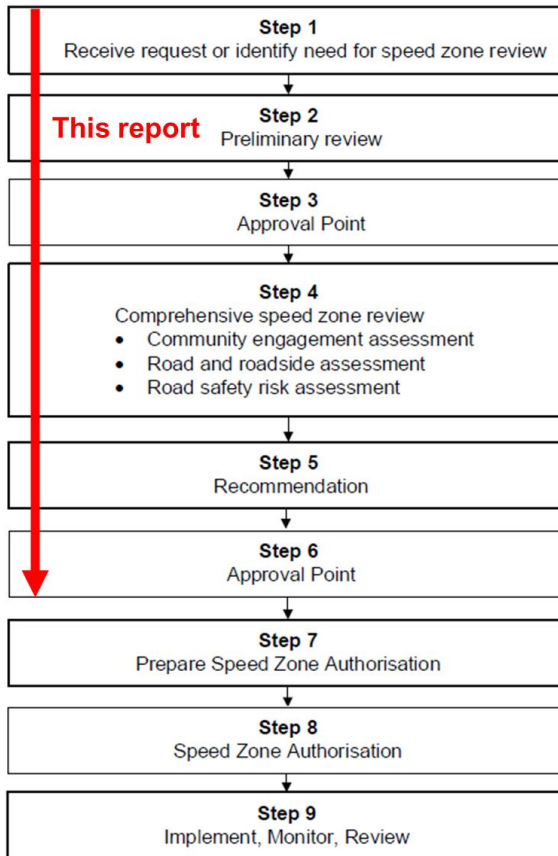 Step 1
Receive request or identify need for speed zone review
This report
Step 2
Preliminary review
Step 3
Approval Point
Step 4
Comprehensive speed zone review
• Community engagement assessment
• Road and roadside assessment
• Road safety risk assessment
Step 5
Recommendation
Step 6
Approval Point
Step 7
Prepare Speed Zone Authorisation
Step 8
Speed Zone Authorisation
Step 9
Implement, Monitor, Review